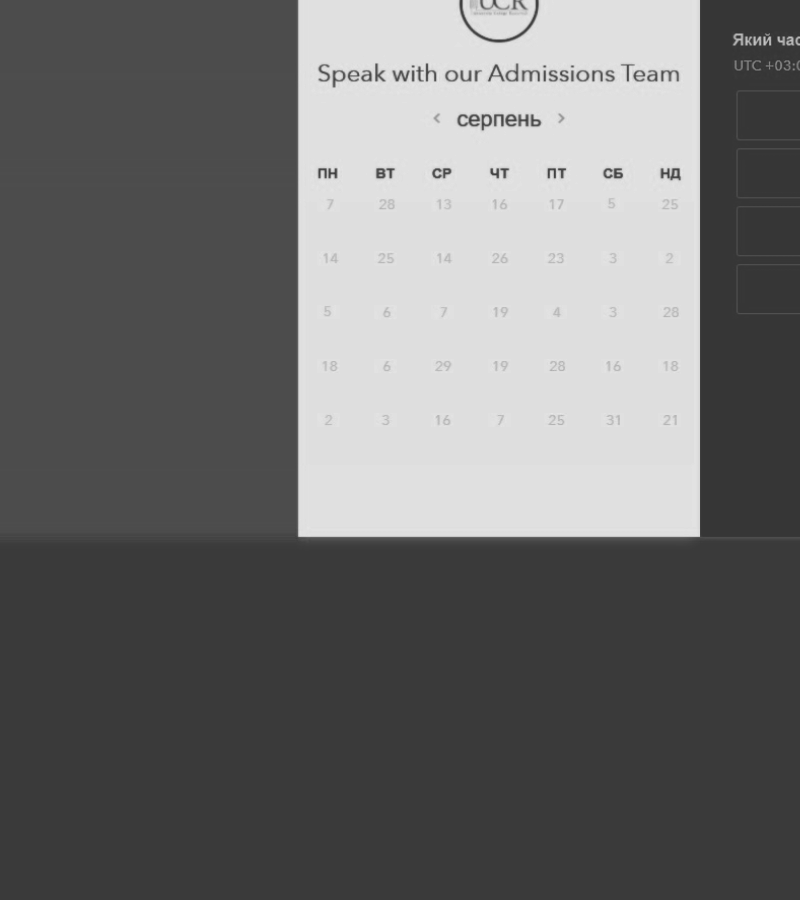 UCR
Speak with our Admissions Team
< серпень >
ПН ВТ СР ЧТ ПТ СБ НД
7 28 13 16 17 5 25
14 25 14 26 23 3 2
5 6 7 19 4 3 28
18 6 29 19 28 16 18
2 3 16 7 25 31 21
Який час
UTC +03:0